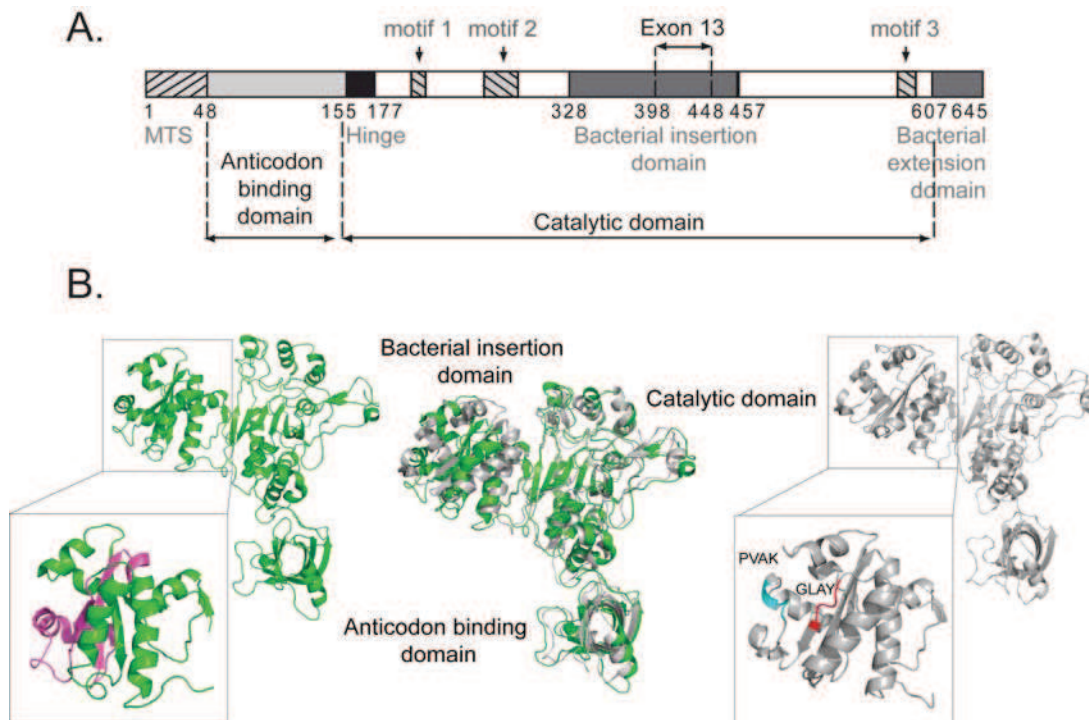 A.
motif 1 motif 2 Exon 13 motif 3
1 48 155 177 328 398 448 457 607 645
MTS Hinge Bacterial insertion Bacterial
domain extension
domain
Anticodon
binding
domain
Catalytic domain
B.
Bacterial insertion
domain
Catalytic domain
PVAK
GLAY
Anticodon binding
domain